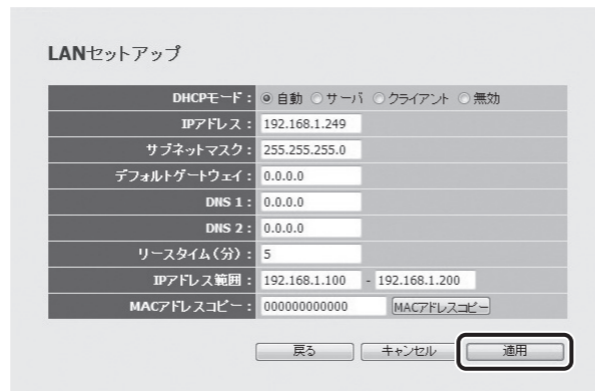 LANセットアップ
DHCPモード： 自動 サーバ クライアント 無効
IPアドレス： 192.168.1.249
サブネットマスク： 255.255.255.0
デフォルトゲートウェイ： 0.0.0.0
DNS 1： 0.0.0.0
DNS 2： 0.0.0.0
リースタイム(分)： 5
IPアドレス範囲： 192.168.1.100 - 192.168.1.200
MACアドレスコピー： 000000000000 MACアドレスコピー
戻る キャンセル 適用